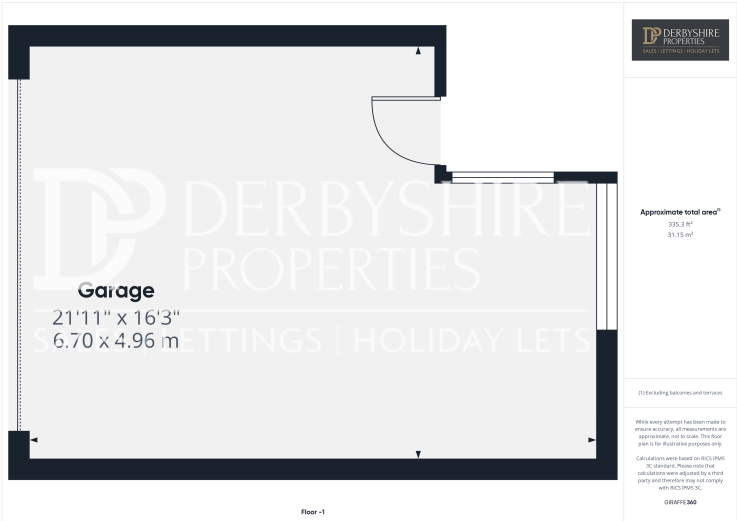 DERBYSHIRE
PROPERTIES
SALES | LETTINGS | HOLIDAY LETS
Garage
21'11" x 16'3"
6.70 x 4.96 m
Floor -1
DP DERBYSHIRE
PROPERTIES
SALES | LETTINGS | HOLIDAY LETS
Approximate total area⁽¹⁾
335.3 ft²
31.15 m²
(1) Excluding balconies and terraces
While every attempt has been made to
ensure accuracy, all measurements are
approximate, not to scale. This floor
plan is for illustrative purposes only.
Calculations were based on RICS IPMS
3C standard. Please note that
calculations were adjusted by a third
party and therefore may not comply
with RICS IPMS 3C.
GIRAFFE360